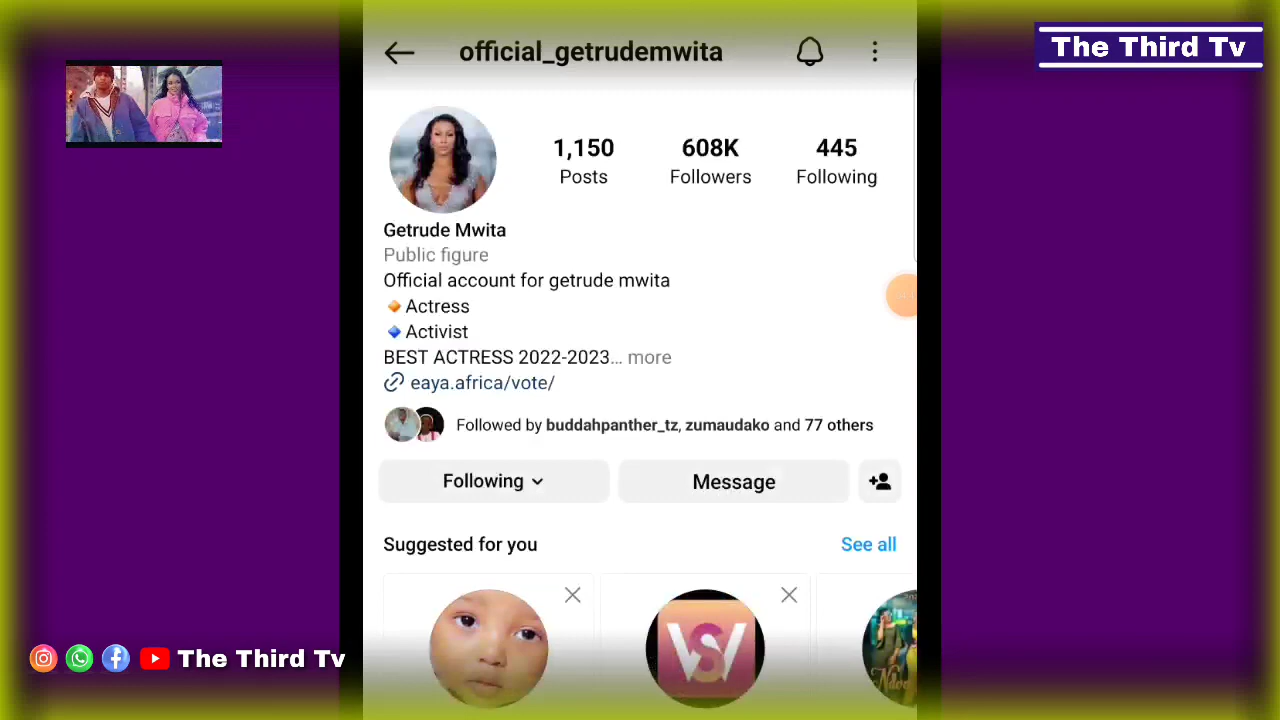 official_getrudemwita
The Third Tv
1,150
Posts
608K
Followers
445
Following
Getrude Mwita
Public figure
Official account for getrude mwita
🔸Actress
🔹Activist
BEST ACTRESS 2022-2023... more
eaya.africa/vote/
Followed by buddahpanther_tz, zumaudako and 77 others
Following
Message
Suggested for you
See all
The Third Tv